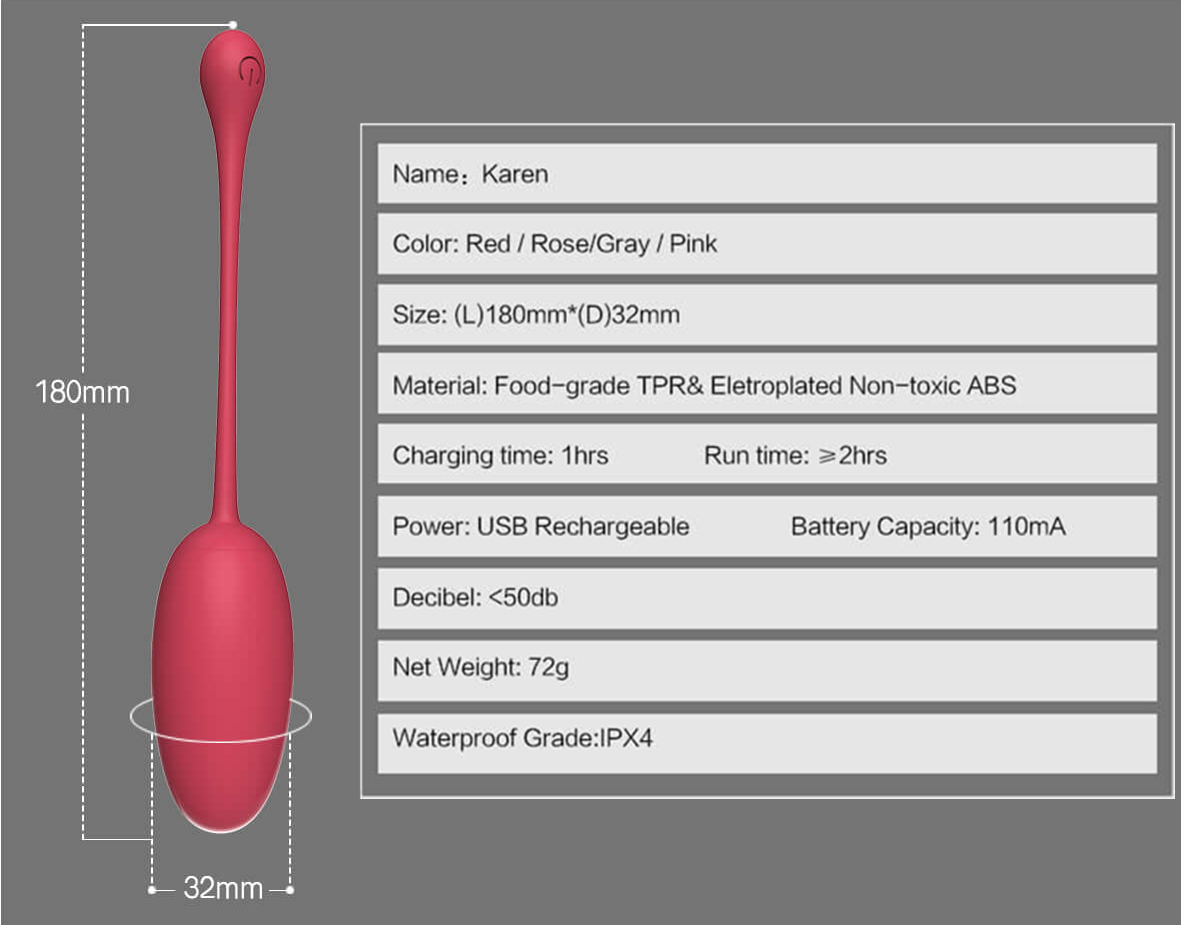 180mm
32mm
Name：Karen
Color: Red / Rose/Gray / Pink
Size: (L)180mm*(D)32mm
Material: Food-grade TPR& Eletroplated Non-toxic ABS
Charging time: 1hrs Run time: ⩾2hrs
Power: USB Rechargeable Battery Capacity: 110mA
Decibel: <50db
Net Weight: 72g
Waterproof Grade:IPX4